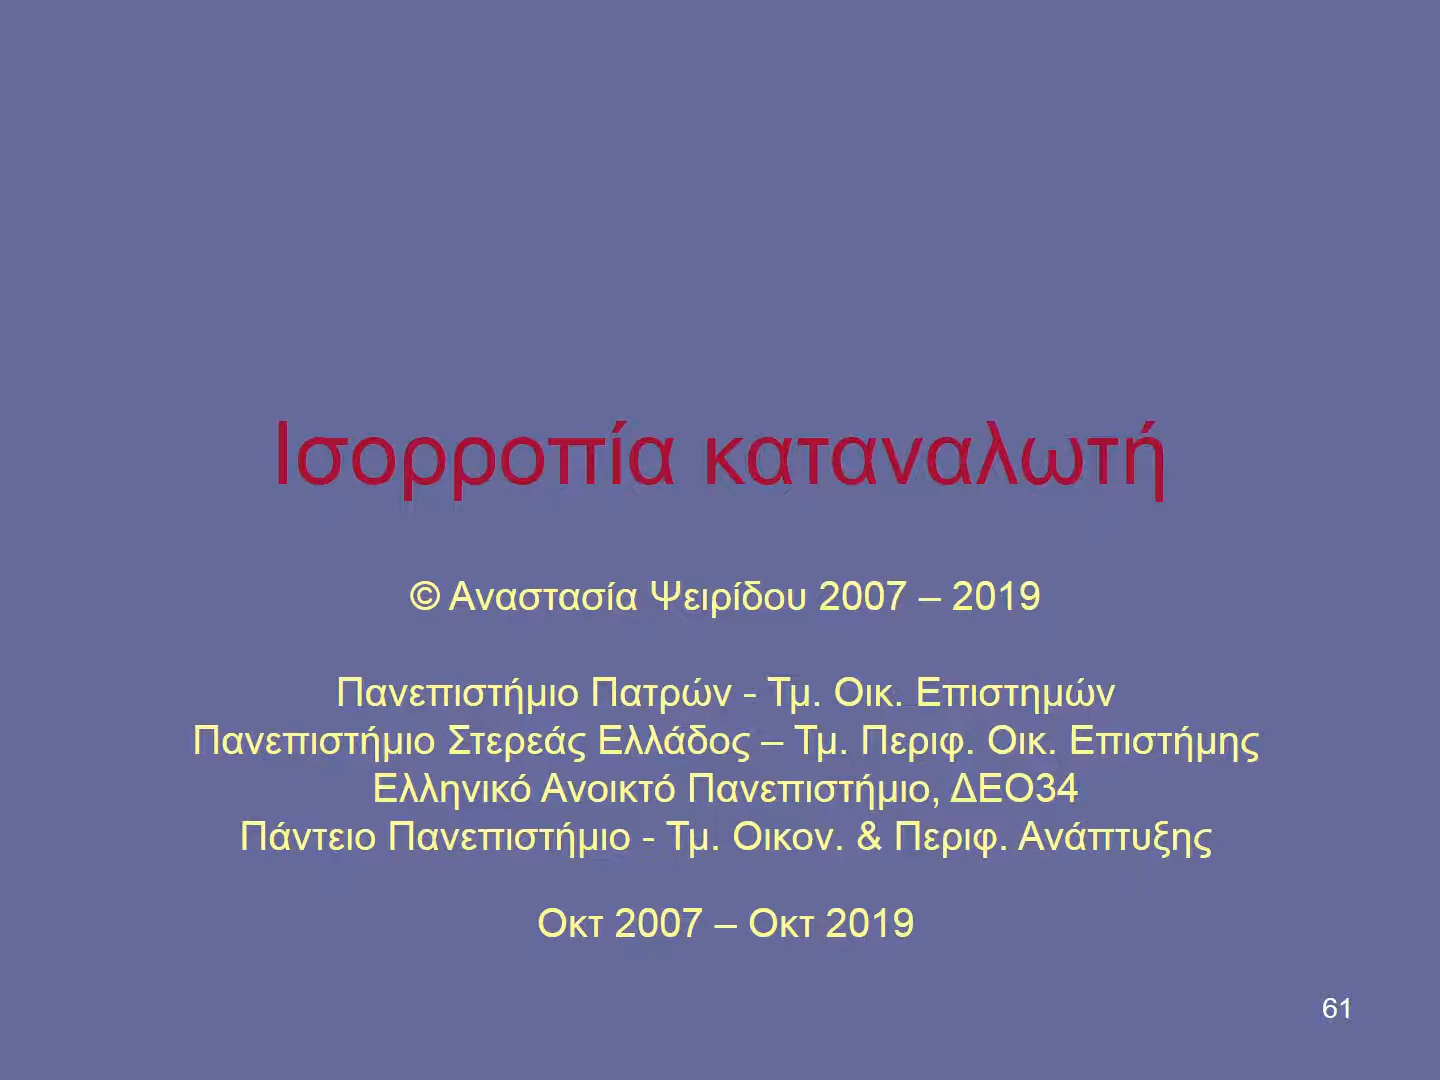 Ισορροπία καταναλωτή
© Αναστασία Ψειρίδου 2007 – 2019
Πανεπιστήμιο Πατρών - Τμ. Οικ. Επιστημών
Πανεπιστήμιο Στερεάς Ελλάδος – Τμ. Περιφ. Οικ. Επιστήμης
Ελληνικό Ανοικτό Πανεπιστήμιο, ΔΕΟ34
Πάντειο Πανεπιστήμιο - Τμ. Οικον. & Περιφ. Ανάπτυξης
Οκτ 2007 – Οκτ 2019
61